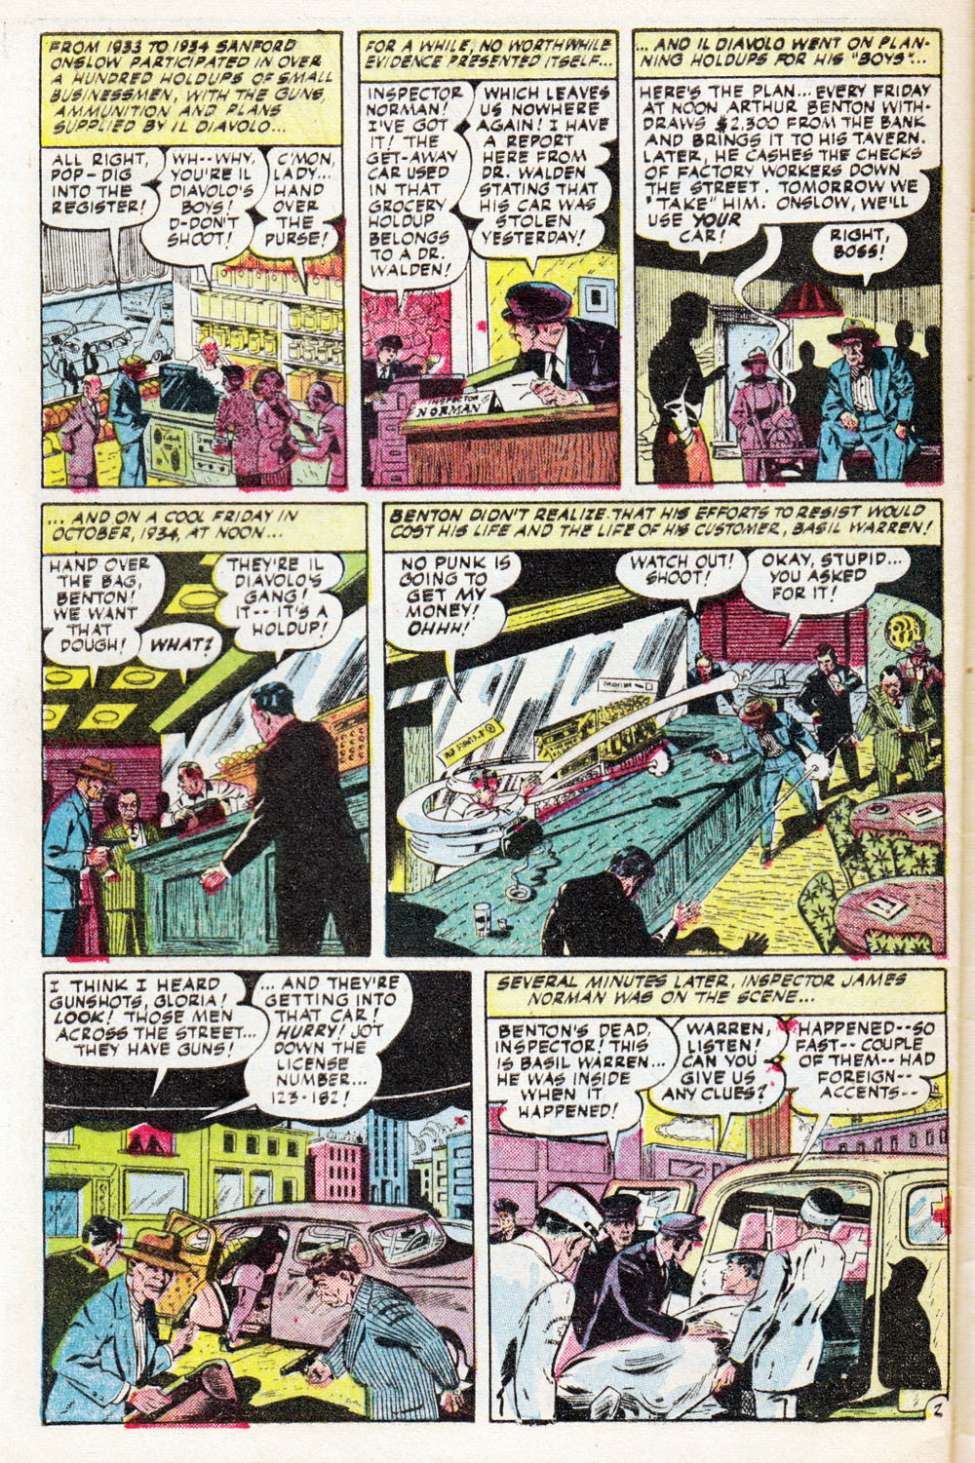 FROM 1933 TO 1934 SANFORD
ONSLOW PARTICIPATED IN OVER
A HUNDRED HOLDUPS OF SMALL
BUSINESSMEN, WITH THE GUNS,
AMMUNITION AND PLANS
SUPPLIED BY IL DIAVOLO...
ALL RIGHT,
POP-DIG
INTO THE
REGISTER!
WH--WHY,
YOU'RE IL
DIAVOLO'S
BOYS!
D-DON'T
SHOOT!
C'MON,
LADY...
HAND
OVER
THE
PURSE!
FOR A WHILE, NO WORTHWHILE
EVIDENCE PRESENTED ITSELF...
INSPECTOR
NORMAN!
I'VE GOT
IT! THE
GET-AWAY
CAR USED
IN THAT
GROCERY
HOLDUP
BELONGS
TO A DR.
WALDEN!
WHICH LEAVES
US NOWHERE
AGAIN! I HAVE
A REPORT
HERE FROM
DR. WALDEN
STATING THAT
HIS CAR WAS
STOLEN
YESTERDAY!
INSPECTOR
NORMAN
...AND IL DIAVOLO WENT ON PLAN-
NING HOLDUPS FOR HIS "BOYS"...
HERE'S THE PLAN... EVERY FRIDAY
AT NOON ARTHUR BENTON WITH-
DRAWS $2,300 FROM THE BANK
AND BRINGS IT TO HIS TAVERN.
LATER, HE CASHES THE CHECKS
OF FACTORY WORKERS DOWN
THE STREET. TOMORROW WE
"TAKE" HIM. ONSLOW, WE'LL
USE YOUR
CAR!
RIGHT,
BOSS!
...AND ON A COOL FRIDAY IN
OCTOBER, 1934, AT NOON...
HAND OVER
THE BAG,
BENTON!
WE WANT
THAT
DOUGH!
WHAT?
THEY'RE IL
DIAVOLO'S
GANG!
IT-- IT'S A
HOLDUP!
BENTON DIDN'T REALIZE THAT HIS EFFORTS TO RESIST WOULD
COST HIS LIFE AND THE LIFE OF HIS CUSTOMER, BASIL WARREN!
NO PUNK IS
GOING TO
GET MY
MONEY!
OHHH!
WATCH OUT!
SHOOT!
OKAY, STUPID...
YOU ASKED
FOR IT!
I THINK I HEARD
GUNSHOTS, GLORIA!
LOOK! THOSE MEN
ACROSS THE STREET...
THEY HAVE GUNS!
...AND THEY'RE
GETTING INTO
THAT CAR!
HURRY! JOT
DOWN THE
LICENSE
NUMBER...
123-182!
SEVERAL MINUTES LATER, INSPECTOR JAMES
NORMAN WAS ON THE SCENE...
BENTON'S DEAD,
INSPECTOR! THIS
IS BASIL WARREN...
HE WAS INSIDE
WHEN IT
HAPPENED!
WARREN,
LISTEN!
CAN YOU
GIVE US
ANY CLUES?
HAPPENED--SO
FAST-- COUPLE
OF THEM-- HAD
FOREIGN--
ACCENTS--
2